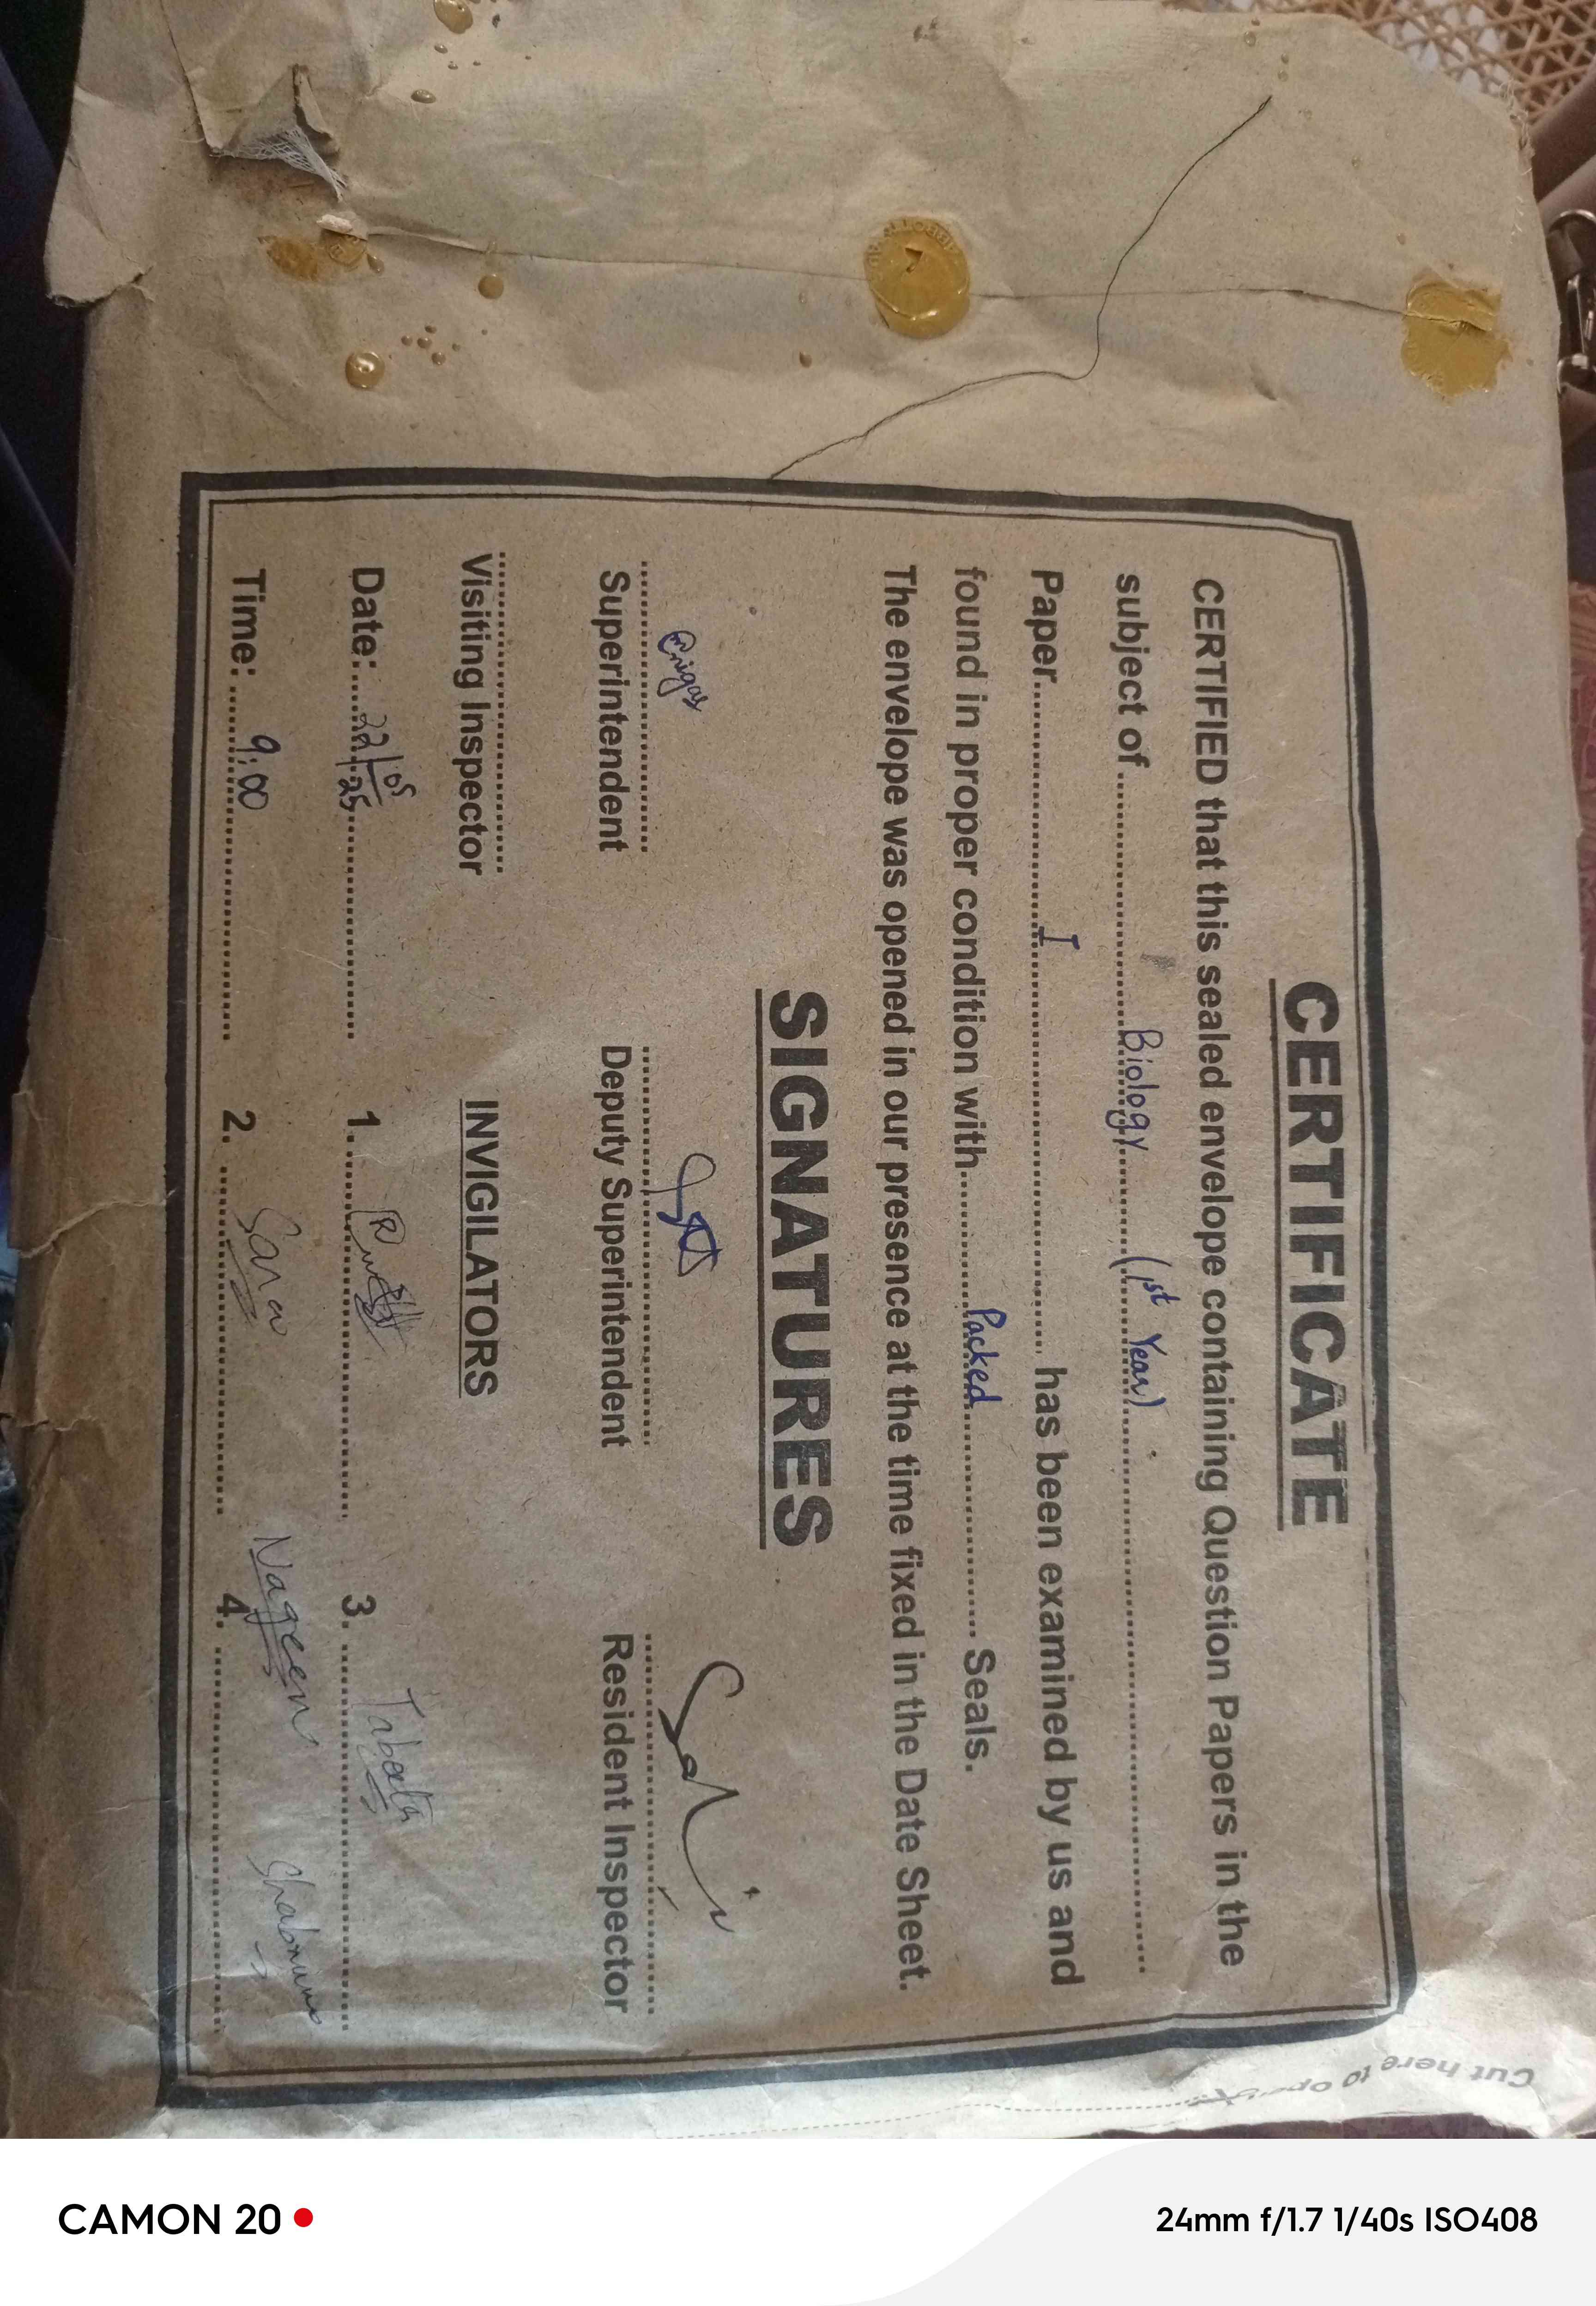 CERTIFICATE
CERTIFIED that this sealed envelope containing Question Papers in the
subject of Biology (1st Year)
Paper I has been examined by us and
found in proper condition with Packed Seals.
The envelope was opened in our presence at the time fixed in the Date Sheet.
SIGNATURES
Superintendent Deputy Superintendent Resident Inspector
Visiting Inspector INVIGILATORS
Date: 22/05/25 1. 3.
Time: 9:00 2. Sana Nageen 4. Shabnum
Cut here to open
CAMON 20
24mm f/1.7 1/40s ISO408